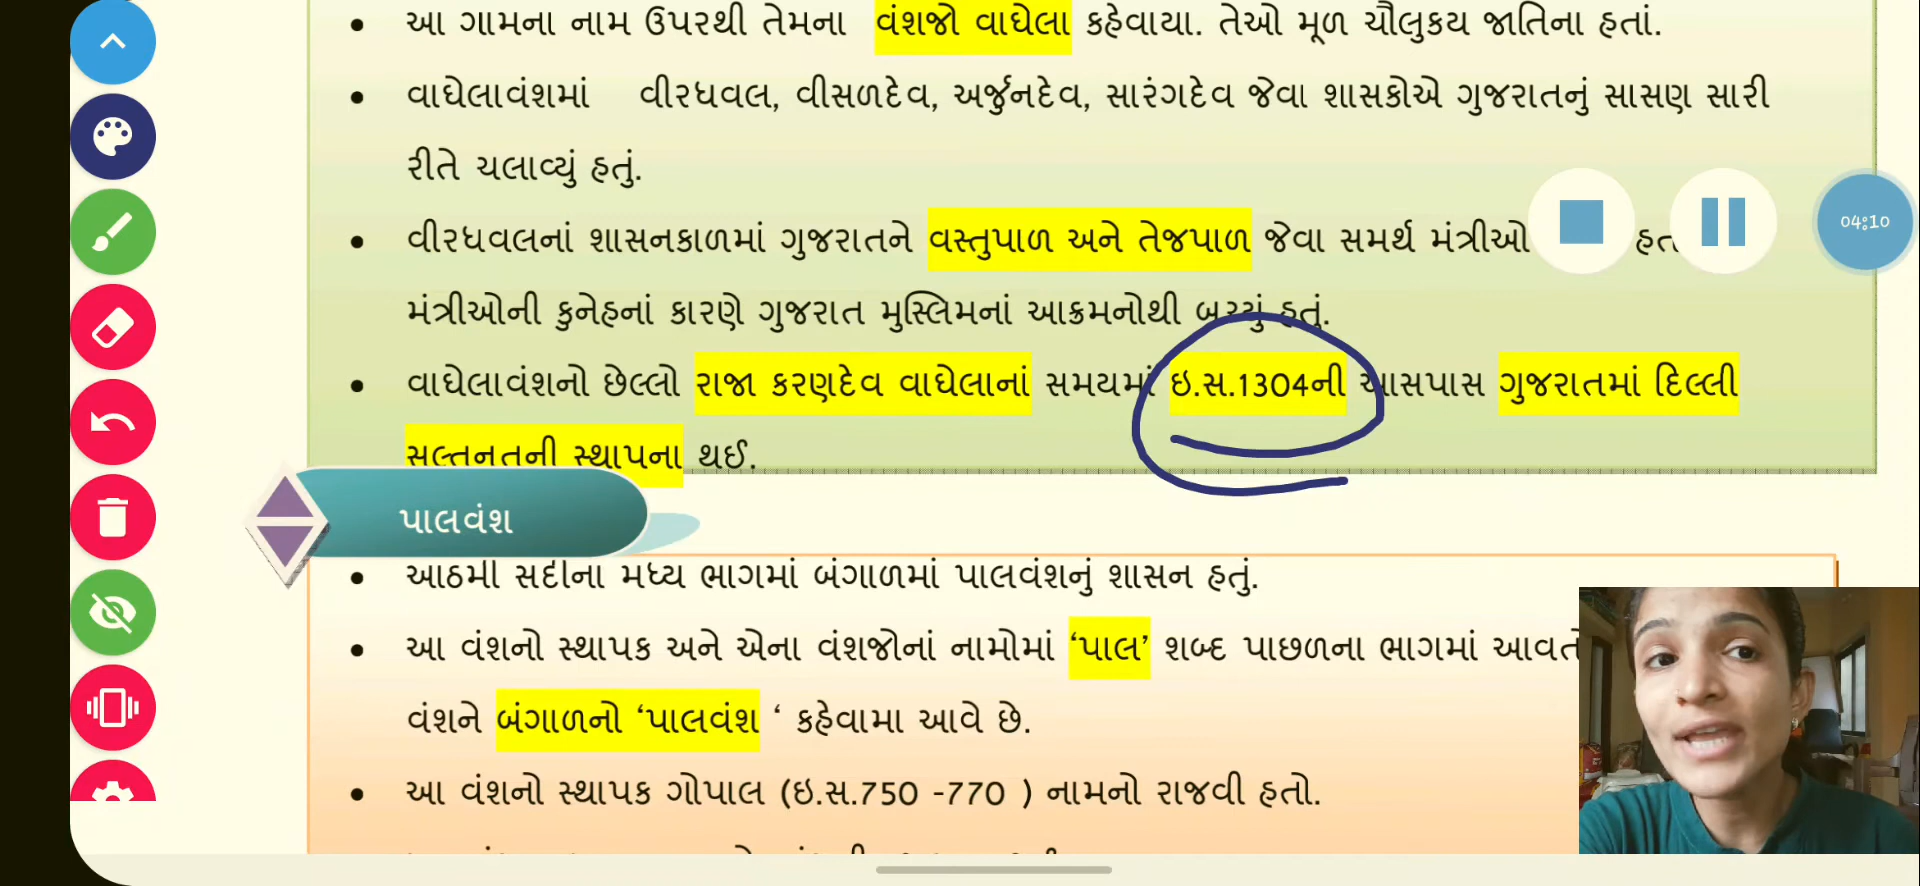 આ ગામના નામ ઉપરથી તેમના વંશજો વાઘેલા કહેવાયા. તેઓ મૂળ ચૌલુકય જાતિના હતાં.
વાઘેલાવંશમાં વીરધવલ, વીસળદેવ, અર્જુનદેવ, સારંગદેવ જેવા શાસકોએ ગુજરાતનું સાસણ સારી
રીતે ચલાવ્યું હતું.
વીરધવલનાં શાસનકાળમાં ગુજરાતને વસ્તુપાળ અને તેજપાળ જેવા સમર્થ મંત્રીઓ
04:10
મંત્રીઓની કુનેહનાં કારણે ગુજરાત મુસ્લિમનાં આક્રમનોથી બચ્યું હતું.
વાઘેલાવંશનો છેલ્લો રાજા કરણદેવ વાઘેલાનાં સમયમાં ઇ.સ.1304ની આસપાસ ગુજરાતમાં દિલ્લી
સલ્તનતની સ્થાપના થઈ.
પાલવંશ
આઠમી સદીના મધ્ય ભાગમાં બંગાળમાં પાલવંશનું શાસન હતું.
આ વંશનો સ્થાપક અને એના વંશજોનાં નામોમાં ‘પાલ’ શબ્દ પાછળના ભાગમાં
વંશને બંગાળનો ‘પાલવંશ ‘ કહેવામા આવે છે.
આ વંશનો સ્થાપક ગોપાલ (ઇ.સ.750 -770 ) નામનો રાજવી હતો.